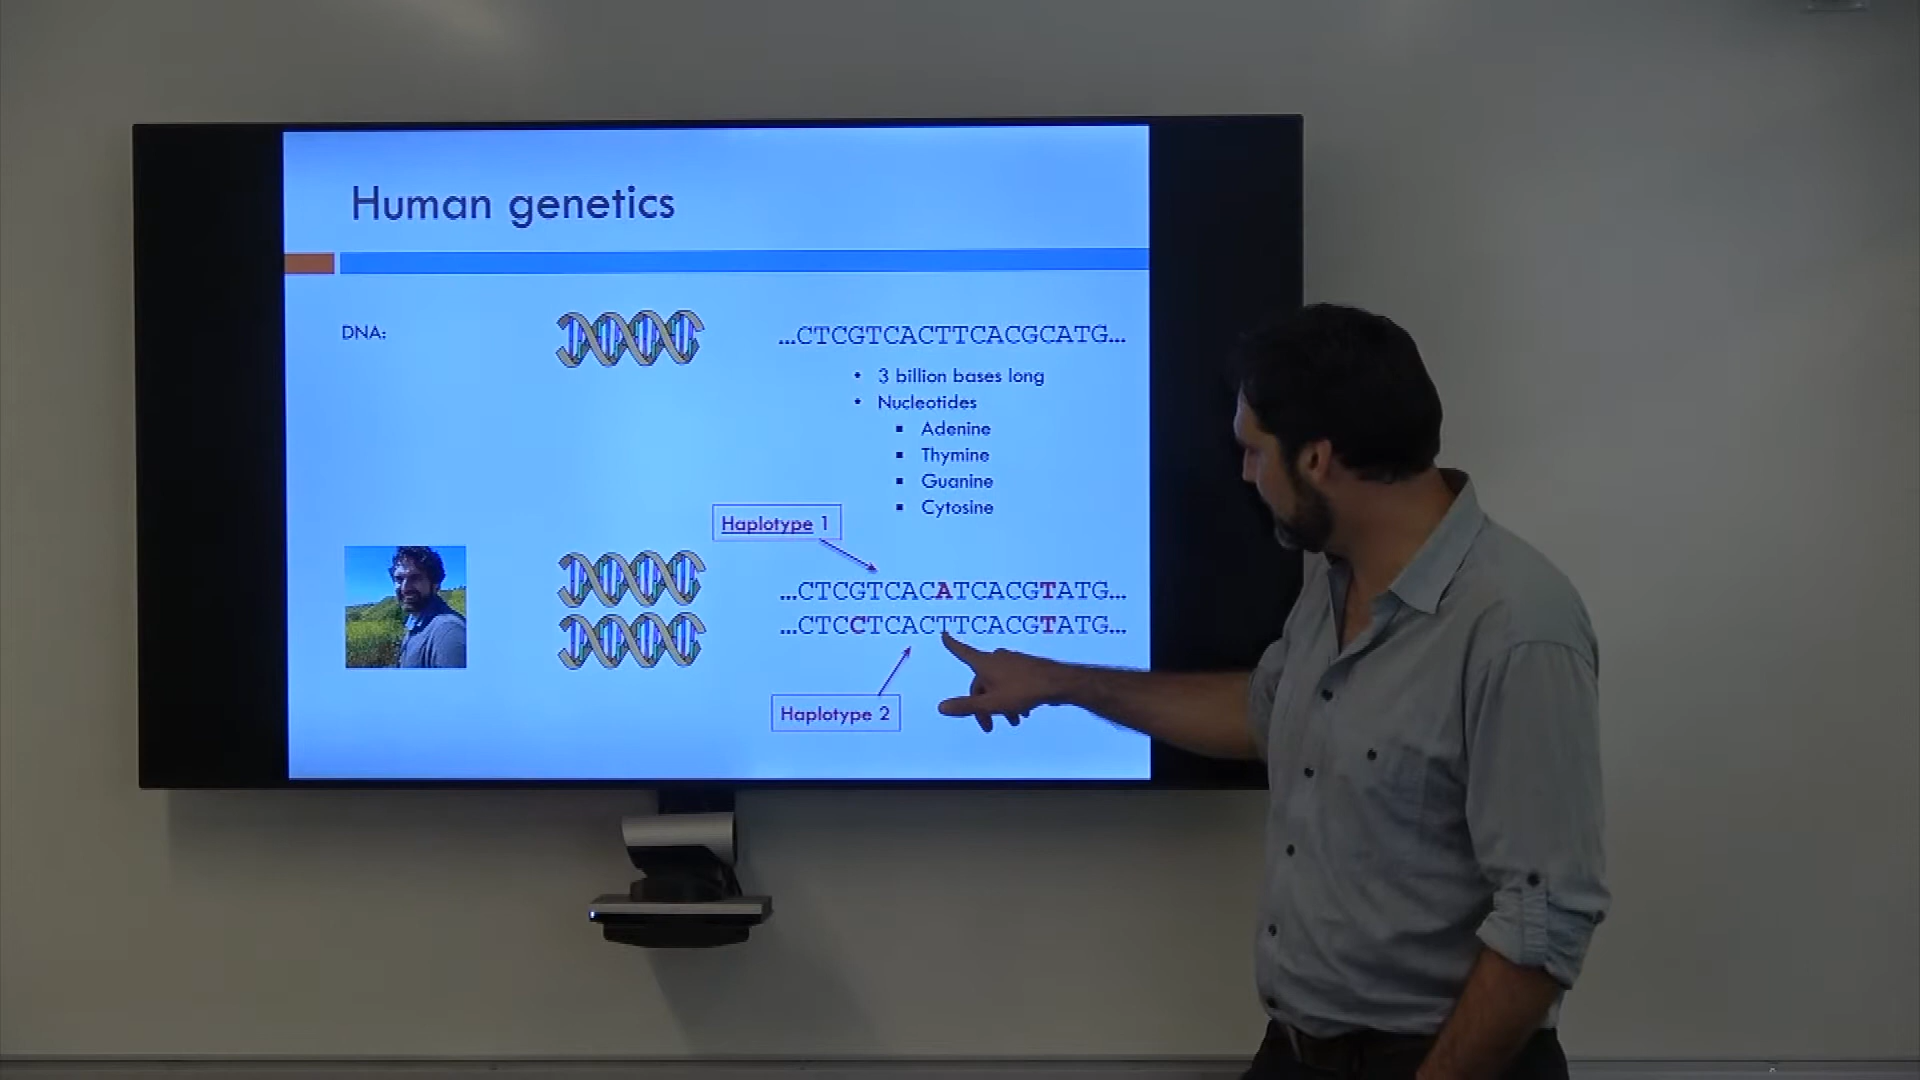 Human genetics
DNA:
...CTCGTCACTTCACGCATG...
• 3 billion bases long
• Nucleotides
▪ Adenine
▪ Thymine
▪ Guanine
▪ Cytosine
Haplotype 1
...CTCGTCACATCACGTATG...
...CTCCTCACTTCACGTATG...
Haplotype 2